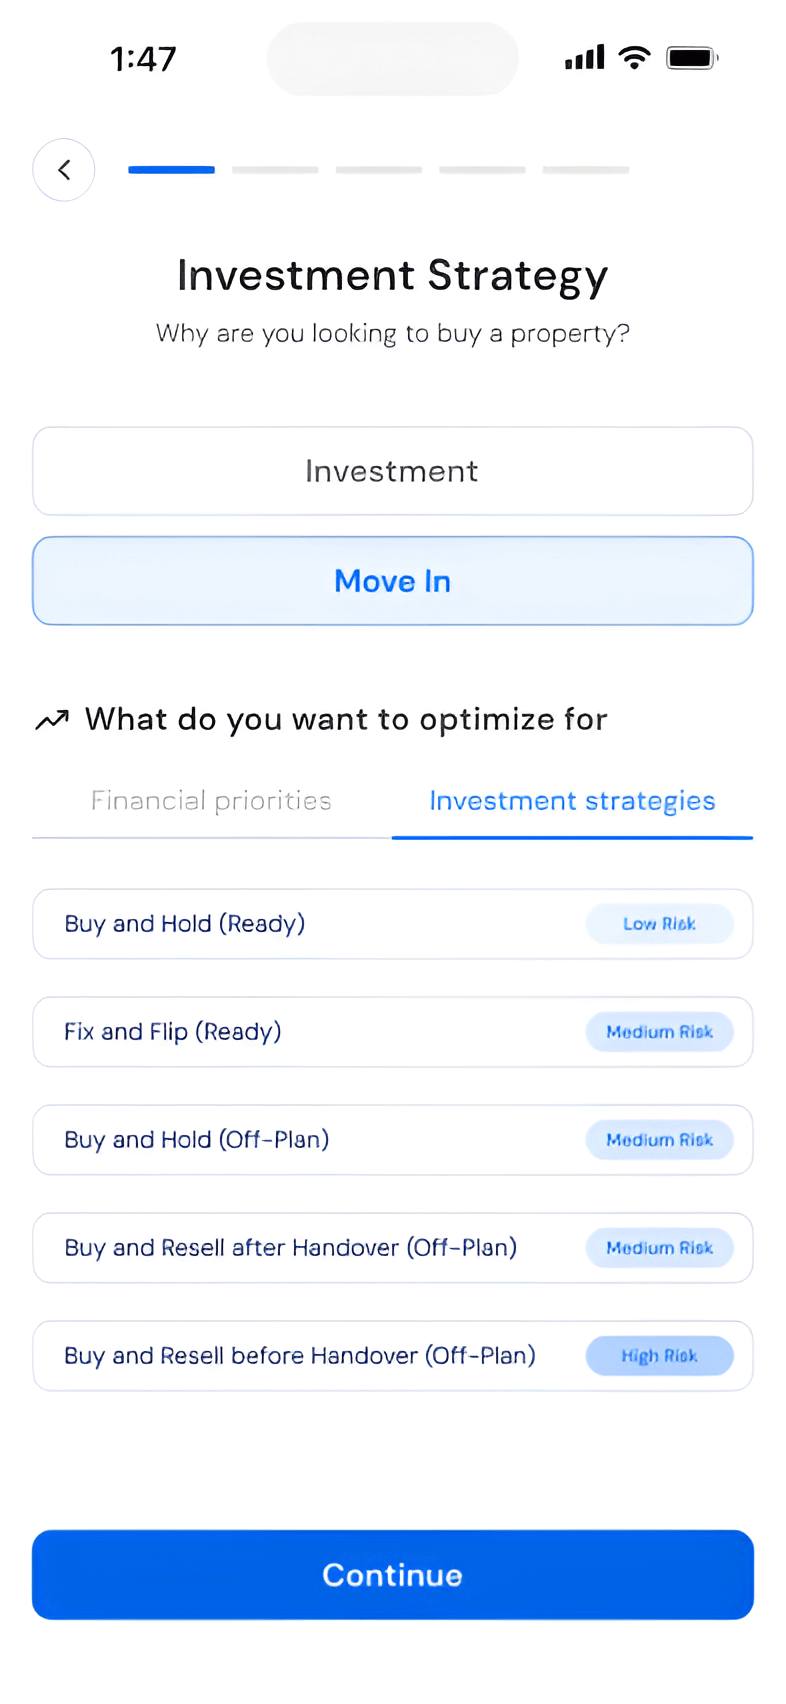 1:47
Investment Strategy
Why are you looking to buy a property?
Investment
Move In
What do you want to optimize for
Financial priorities
Investment strategies
Buy and Hold (Ready)
Low Risk
Fix and Flip (Ready)
Medium Risk
Buy and Hold (Off-Plan)
Medium Risk
Buy and Resell after Handover (Off-Plan)
Medium Risk
Buy and Resell before Handover (Off-Plan)
High Risk
Continue